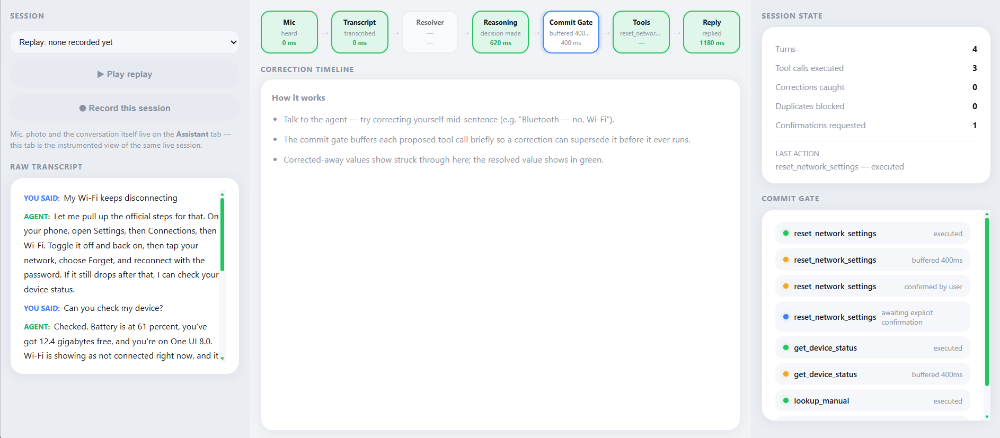 SESSION
Replay: none recorded yet
▶ Play replay
● Record this session
Mic, photo and the conversation itself live on the Assistant tab —
this tab is the instrumented view of the same live session.
RAW TRANSCRIPT
YOU SAID: My Wi-Fi keeps disconnecting
AGENT: Let me pull up the official steps for that. On
your phone, open Settings, then Connections, then
Wi-Fi. Toggle it off and back on, then tap your
network, choose Forget, and reconnect with the
password. If it still drops after that, I can check your
device status.
YOU SAID: Can you check my device?
AGENT: Checked. Battery is at 61 percent, you've
got 12.4 gigabytes free, and you're on One UI 8.0.
Wi-Fi is showing as not connected right now, and it
Mic
heard
0 ms
→
Transcript
transcribed
0 ms
→
Resolver
—
—
→
Reasoning
decision made
620 ms
→
Commit Gate
buffered 400...
400 ms
→
Tools
reset_networ...
—
→
Reply
replied
1180 ms
CORRECTION TIMELINE
How it works
• Talk to the agent — try correcting yourself mid-sentence (e.g. "Bluetooth — no, Wi-Fi").
• The commit gate buffers each proposed tool call briefly so a correction can supersede it before it ever runs.
• Corrected-away values show struck through here; the resolved value shows in green.
SESSION STATE
Turns 4
Tool calls executed 3
Corrections caught 0
Duplicates blocked 0
Confirmations requested 1
LAST ACTION
reset_network_settings — executed
COMMIT GATE
reset_network_settings executed
reset_network_settings buffered 400ms
reset_network_settings confirmed by user
reset_network_settings awaiting explicit
confirmation
get_device_status executed
get_device_status buffered 400ms
lookup_manual executed